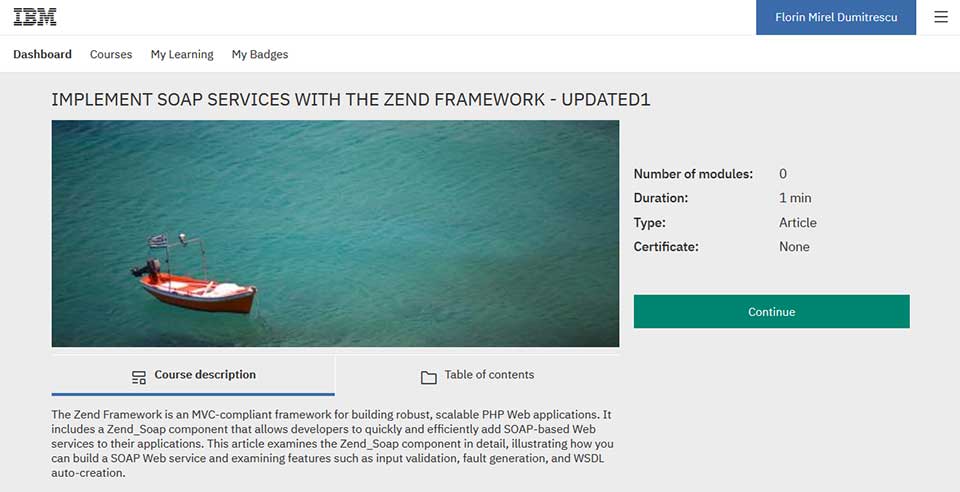 IBM
Florin Mirel Dumitrescu
Dashboard Courses My Learning My Badges
IMPLEMENT SOAP SERVICES WITH THE ZEND FRAMEWORK - UPDATED1
Number of modules: 0
Duration: 1 min
Type: Article
Certificate: None
Continue
Course description
Table of contents
The Zend Framework is an MVC-compliant framework for building robust, scalable PHP Web applications. It
includes a Zend_Soap component that allows developers to quickly and efficiently add SOAP-based Web
services to their applications. This article examines the Zend_Soap component in detail, illustrating how you
can build a SOAP Web service and examining features such as input validation, fault generation, and WSDL
auto-creation.